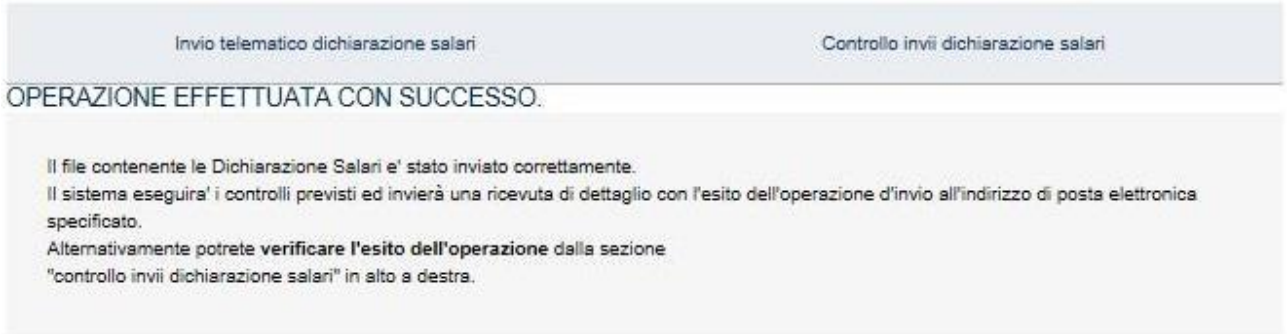 Invio telematico dichiarazione salari
Controllo invii dichiarazione salari
OPERAZIONE EFFETTUATA CON SUCCESSO.
Il file contenente le Dichiarazione Salari e' stato inviato correttamente.
Il sistema eseguira' i controlli previsti ed invierà una ricevuta di dettaglio con l'esito dell'operazione d'invio all'indirizzo di posta elettronica
specificato.
Alternativamente potrete verificare l'esito dell'operazione dalla sezione
"controllo invii dichiarazione salari" in alto a destra.